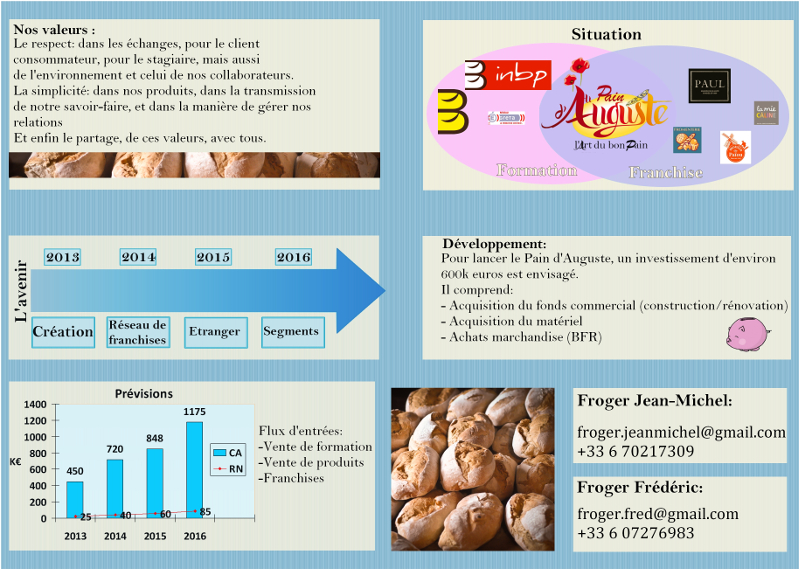 Nos valeurs :
Le respect: dans les échanges, pour le client
consommateur, pour le stagiaire, mais aussi
de l'environnement et celui de nos collaborateurs.
La simplicité: dans nos produits, dans la transmission
de notre savoir-faire, et dans la manière de gérer nos
relations
Et enfin le partage, de ces valeurs, avec tous.
Situation
inbp
Pain
d'Auguste
l'Art du bon Pain
PAUL
la mie
CALINE
Formation
Franchise
L'avenir
2013 2014 2015 2016
Création
Réseau de
franchises
Etranger
Segments
Développement:
Pour lancer le Pain d'Auguste, un investissement d'environ
600k euros est envisagé.
Il comprend:
- Acquisition du fonds commercial (construction/rénovation)
- Acquisition du matériel
- Achats marchandise (BFR)
Prévisions
1400
1200
1000
800
600
400
200
0
K€
450 720 848 1175
25 40 60 85
2013 2014 2015 2016
CA
RN
Flux d'entrées:
-Vente de formation
-Vente de produits
-Franchises
Froger Jean-Michel:
froger.jeanmichel@gmail.com
+33 6 70217309
Froger Frédéric:
froger.fred@gmail.com
+33 6 07276983